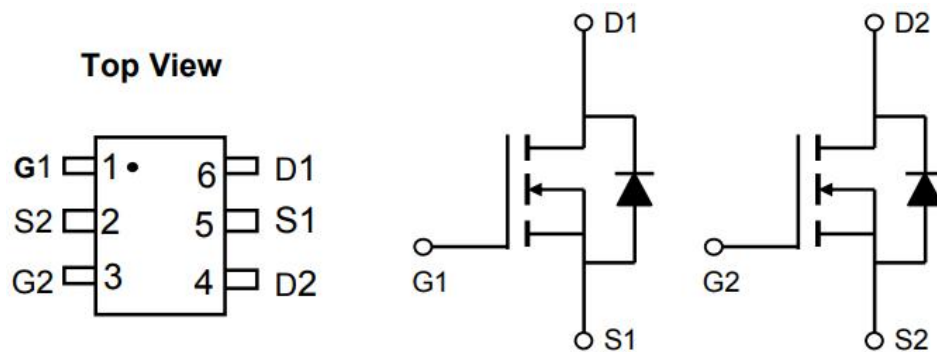 Top View
G1 1 6 D1
S2 2 5 S1
G2 3 4 D2
D1 D2
G1 G2
S1 S2